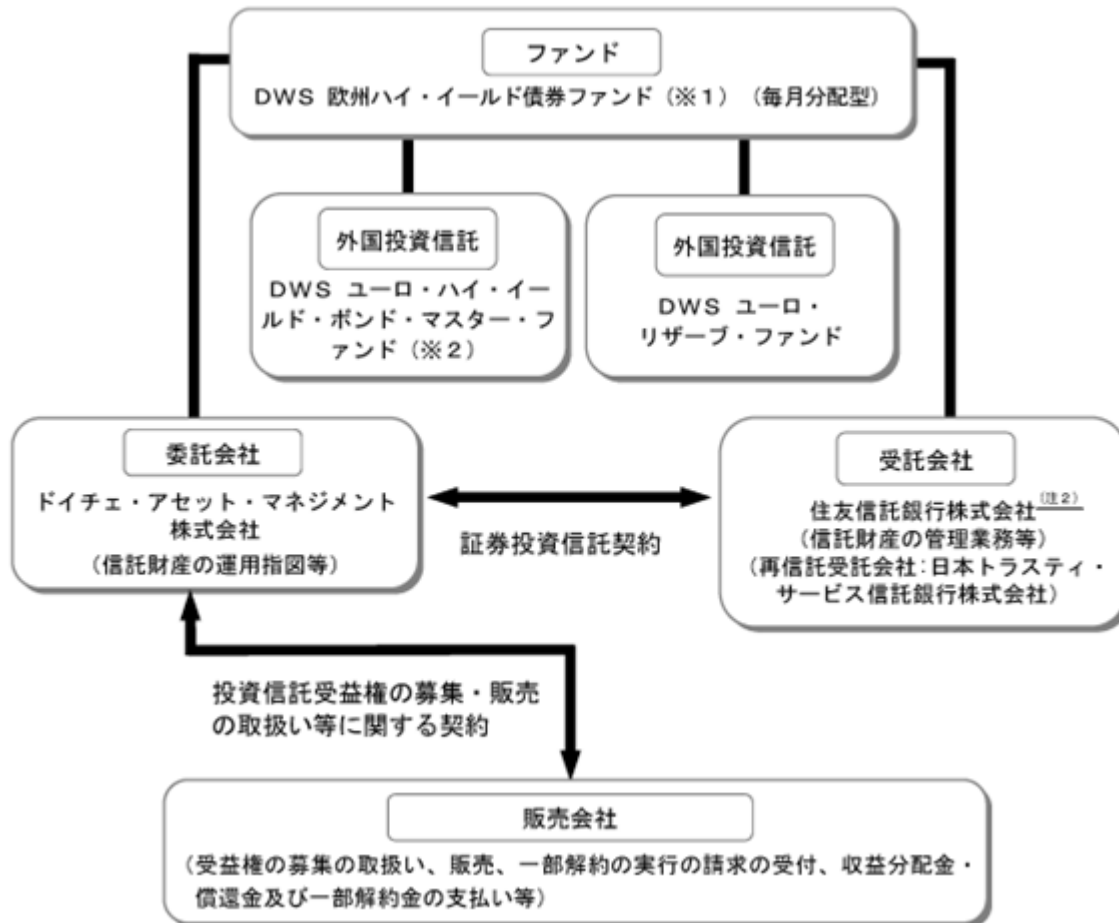 ファンド
DWS 欧州ハイ・イールド債券ファンド（※1）（毎月分配型）
外国投資信託
DWS ユーロ・ハイ・イー
ルド・ボンド・マスター・フ
ァンド（※2）
外国投資信託
DWS ユーロ・
リザーブ・ファンド
委託会社
ドイチェ・アセット・マネジメント
株式会社
（信託財産の運用指図等）
証券投資信託契約
受託会社
住友信託銀行株式会社（注2）
（信託財産の管理業務等）
（再信託受託会社：日本トラスティ・
サービス信託銀行株式会社）
投資信託受益権の募集・販売
の取扱い等に関する契約
販売会社
（受益権の募集の取扱い、販売、一部解約の実行の請求の受付、収益分配金・
償還金及び一部解約金の支払い等）